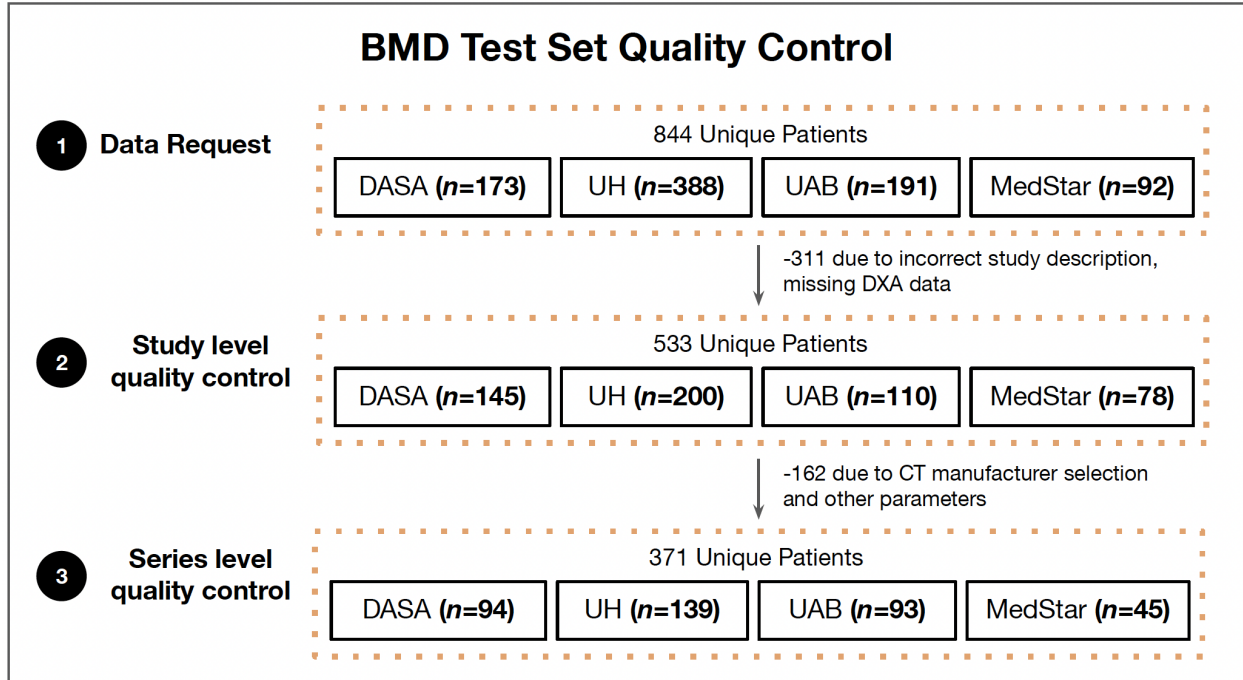 BMD Test Set Quality Control
1 Data Request
844 Unique Patients
DASA (n=173) UH (n=388) UAB (n=191) MedStar (n=92)
-311 due to incorrect study description,
missing DXA data
2 Study level
quality control
533 Unique Patients
DASA (n=145) UH (n=200) UAB (n=110) MedStar (n=78)
-162 due to CT manufacturer selection
and other parameters
3 Series level
quality control
371 Unique Patients
DASA (n=94) UH (n=139) UAB (n=93) MedStar (n=45)